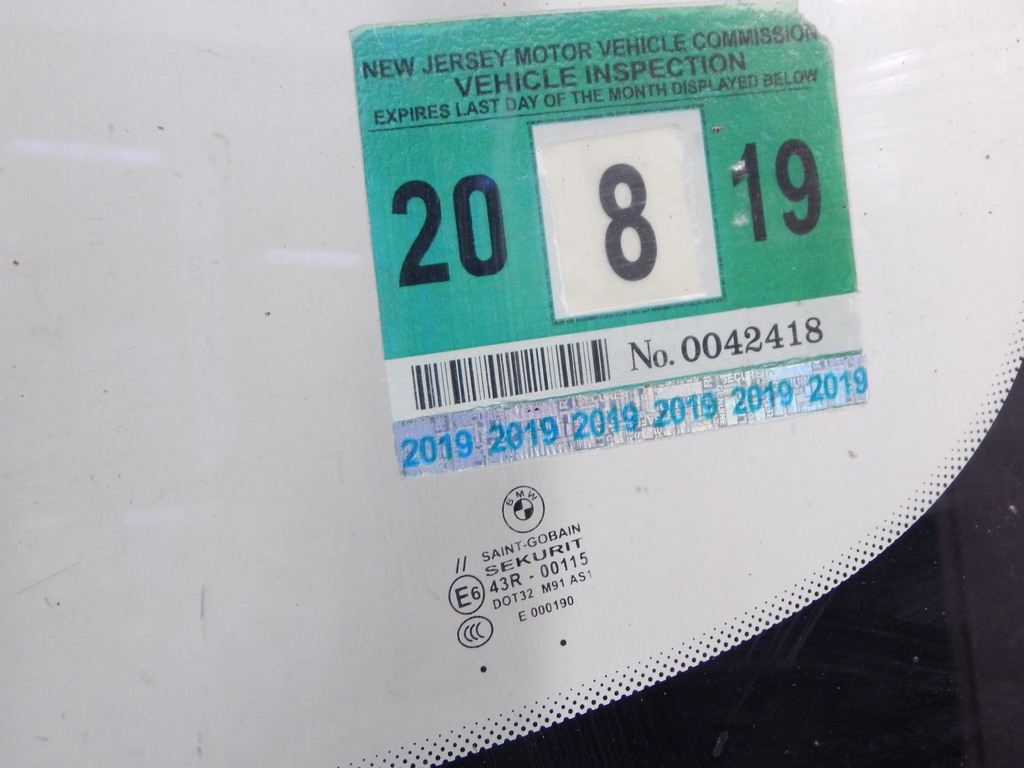 NEW JERSEY MOTOR VEHICLE COMMISSION
VEHICLE INSPECTION
EXPIRES LAST DAY OF THE MONTH DISPLAYED BELOW
20 8 19
No. 0042418
2019 2019 2019 2019 2019 2019
BMW
// SAINT-GOBAIN
SEKURIT
E6 43R - 00115
DOT32 M91 AS1
E 000190
CCC